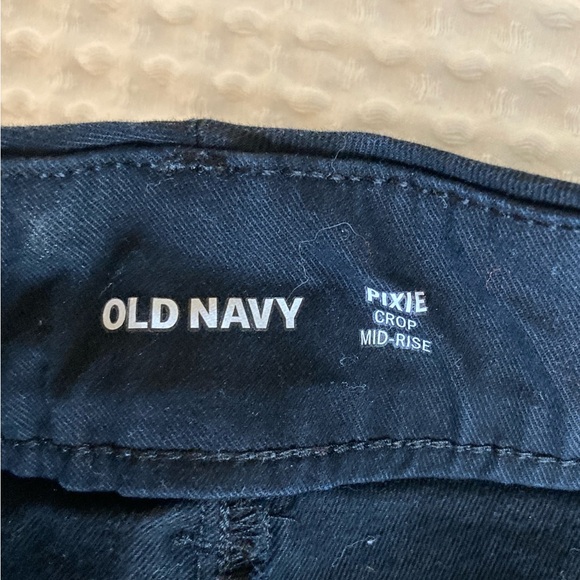 OLD NAVY
PIXIE
CROP
MID-RISE